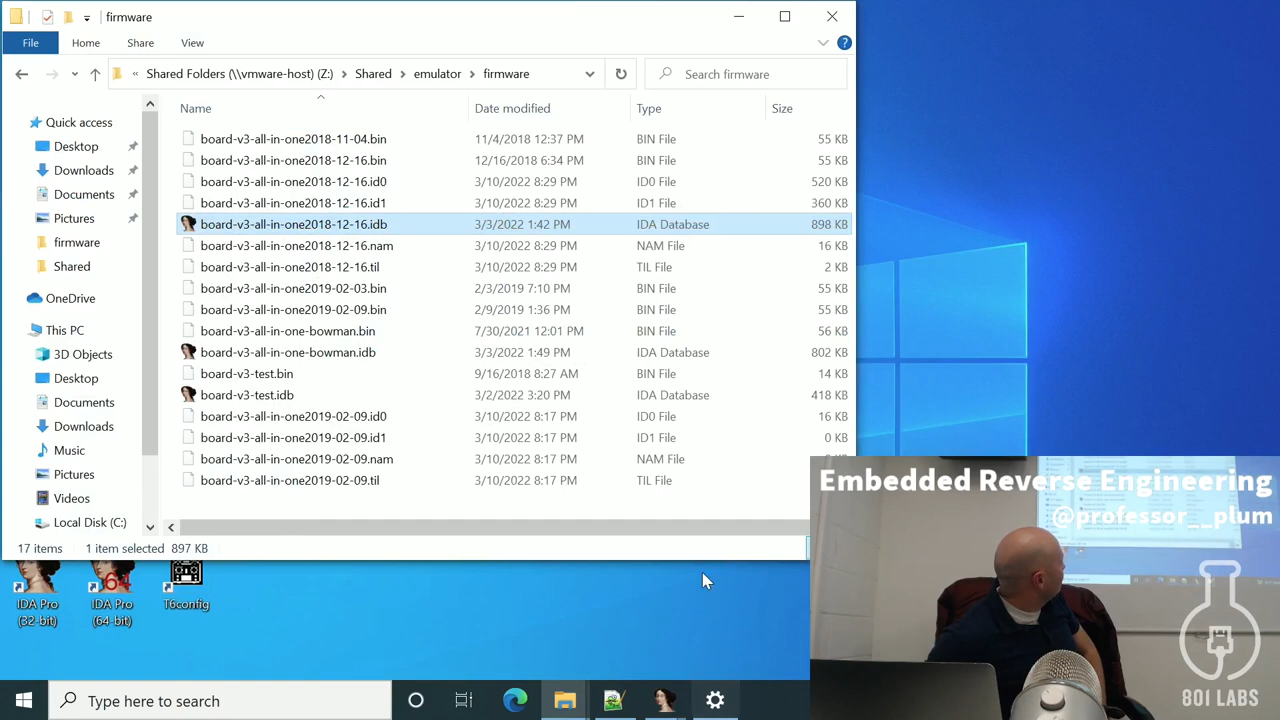 firmware
File Home Share View
« Shared Folders (\\vmware-host) (Z:) Shared emulator firmware
Search firmware
Name Date modified Type Size
Quick access
Desktop
Downloads
Documents
Pictures
firmware
Shared
OneDrive
This PC
3D Objects
Desktop
Documents
Downloads
Music
Pictures
Videos
Local Disk (C:)
board-v3-all-in-one2018-11-04.bin 11/4/2018 12:37 PM BIN File 55 KB
board-v3-all-in-one2018-12-16.bin 12/16/2018 6:34 PM BIN File 55 KB
board-v3-all-in-one2018-12-16.id0 3/10/2022 8:29 PM ID0 File 520 KB
board-v3-all-in-one2018-12-16.id1 3/10/2022 8:29 PM ID1 File 360 KB
board-v3-all-in-one2018-12-16.idb 3/3/2022 1:42 PM IDA Database 898 KB
board-v3-all-in-one2018-12-16.nam 3/10/2022 8:29 PM NAM File 16 KB
board-v3-all-in-one2018-12-16.til 3/10/2022 8:29 PM TIL File 2 KB
board-v3-all-in-one2019-02-03.bin 2/3/2019 7:10 PM BIN File 55 KB
board-v3-all-in-one2019-02-09.bin 2/9/2019 1:36 PM BIN File 55 KB
board-v3-all-in-one-bowman.bin 7/30/2021 12:01 PM BIN File 56 KB
board-v3-all-in-one-bowman.idb 3/3/2022 1:49 PM IDA Database 802 KB
board-v3-test.bin 9/16/2018 8:27 AM BIN File 14 KB
board-v3-test.idb 3/2/2022 3:20 PM IDA Database 418 KB
board-v3-all-in-one2019-02-09.id0 3/10/2022 8:17 PM ID0 File 16 KB
board-v3-all-in-one2019-02-09.id1 3/10/2022 8:17 PM ID1 File 0 KB
board-v3-all-in-one2019-02-09.nam 3/10/2022 8:17 PM NAM File
board-v3-all-in-one2019-02-09.til 3/10/2022 8:17 PM TIL File
17 items 1 item selected 897 KB
IDA Pro
(32-bit)
64
IDA Pro
(64-bit)
T6config
Type here to search
Embedded Reverse Engineering
@professor__plum
801 LABS